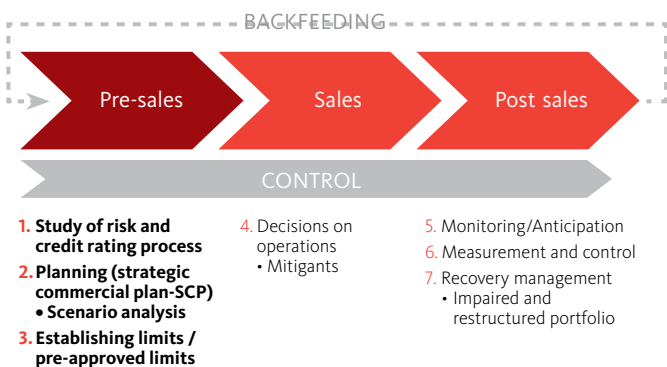 BACKFEEDING
Pre-sales
Sales
Post sales
CONTROL
1. Study of risk and
credit rating process
2. Planning (strategic
commercial plan-SCP)
• Scenario analysis
3. Establishing limits /
pre-approved limits
4. Decisions on
operations
• Mitigants
5. Monitoring/Anticipation
6. Measurement and control
7. Recovery management
• Impaired and
restructured portfolio